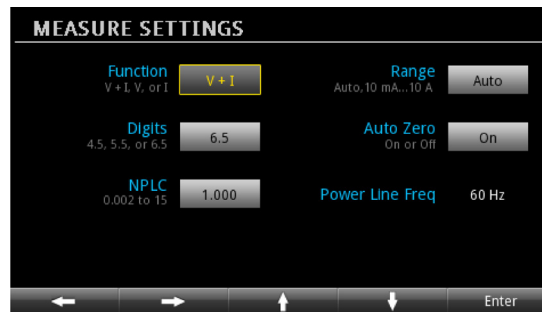 MEASURE SETTINGS
Function
V + I, V, or I
V + I
Range
Auto,10 mA...10 A
Auto
Digits
4.5, 5.5, or 6.5
6.5
Auto Zero
On or Off
On
NPLC
0.002 to 15
1.000
Power Line Freq
60 Hz
Enter